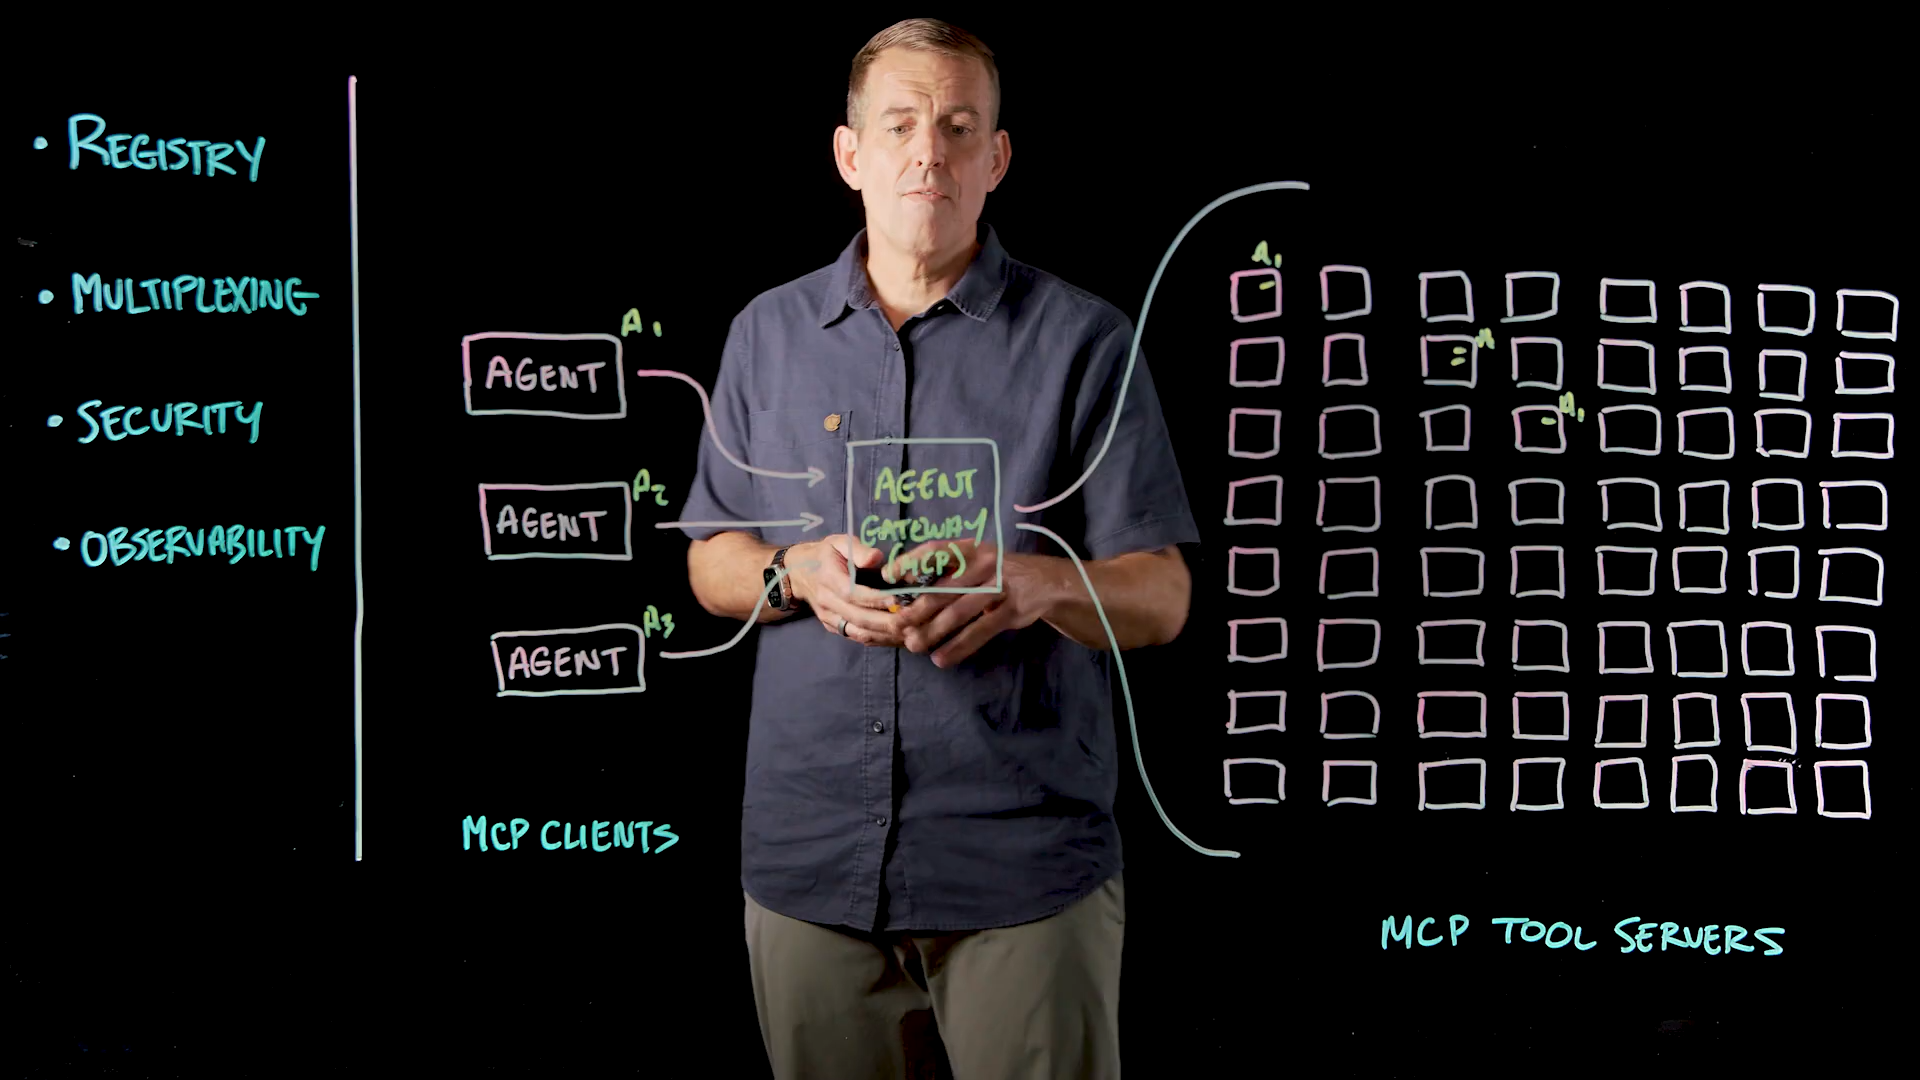 • REGISTRY
• MULTIPLEXING
• SECURITY
• OBSERVABILITY
A1
AGENT
A2
AGENT
A3
AGENT
MCP CLIENTS
AGENT
GATEWAY
(MCP)
A1
A1
MCP TOOL SERVERS